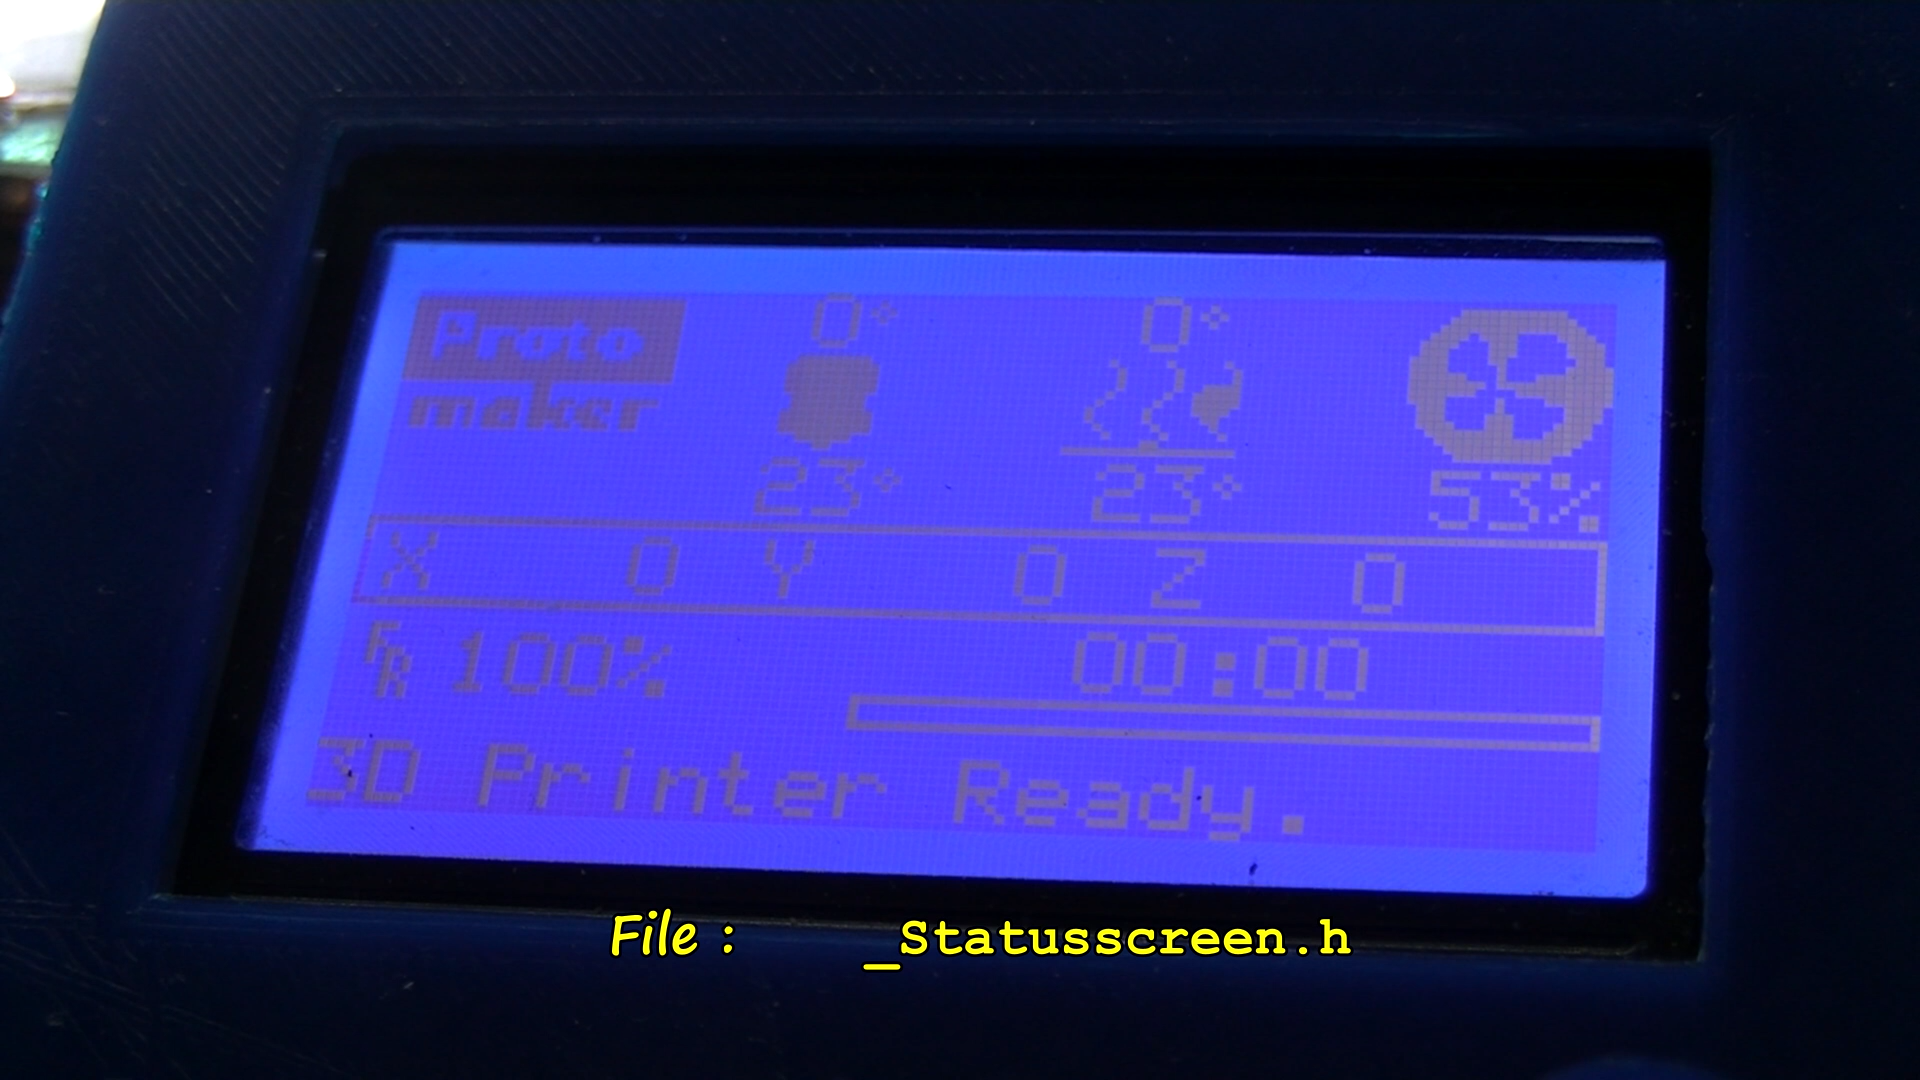 Proto 0° 0°
maker
23° 23° 53%
X 0 Y 0 Z 0
FR 100% 00:00
3D Printer Ready.
File : _Statusscreen.h